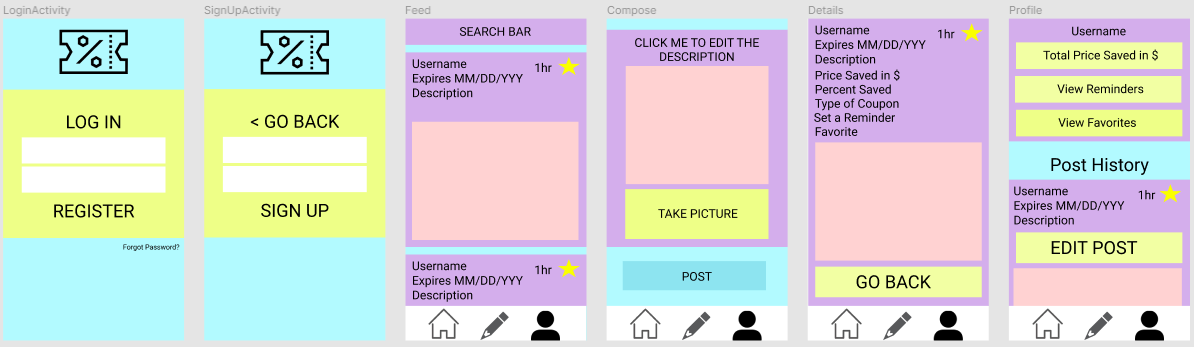 LoginActivity
LOG IN
REGISTER
Forgot Password?
SignUpActivity
< GO BACK
SIGN UP
Feed
SEARCH BAR
Username
1hr
Expires MM/DD/YYY
Description
Username
1hr
Expires MM/DD/YYY
Description
Compose
CLICK ME TO EDIT THE
DESCRIPTION
TAKE PICTURE
POST
Details
Username
1hr
Expires MM/DD/YYY
Description
Price Saved in $
Percent Saved
Type of Coupon
Set a Reminder
Favorite
GO BACK
Profile
Username
Total Price Saved in $
View Reminders
View Favorites
Post History
Username
1hr
Expires MM/DD/YYY
Description
EDIT POST